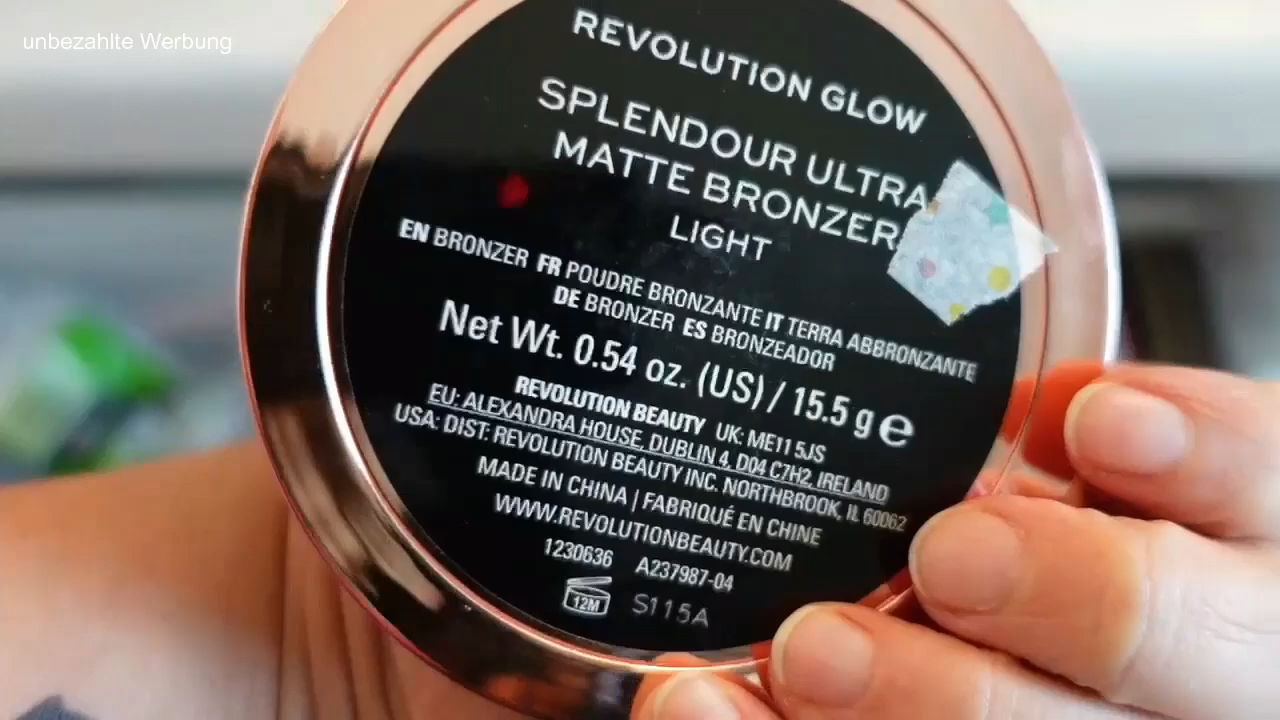 unbezahlte Werbung
REVOLUTION GLOW
SPLENDOUR ULTRA
MATTE BRONZER
LIGHT
EN BRONZER FR POUDRE BRONZANTE IT TERRA ABBRONZANTE
DE BRONZER ES BRONZEADOR
Net Wt. 0.54 oz. (US) / 15.5 g e
REVOLUTION BEAUTY UK: ME11 5JS
EU: ALEXANDRA HOUSE, DUBLIN 4, D04 C7H2, IRELAND
USA: DIST: REVOLUTION BEAUTY INC. NORTHBROOK, IL 60062
MADE IN CHINA | FABRIQUÉ EN CHINE
WWW.REVOLUTIONBEAUTY.COM
1230636 A237987-04
12M S115A